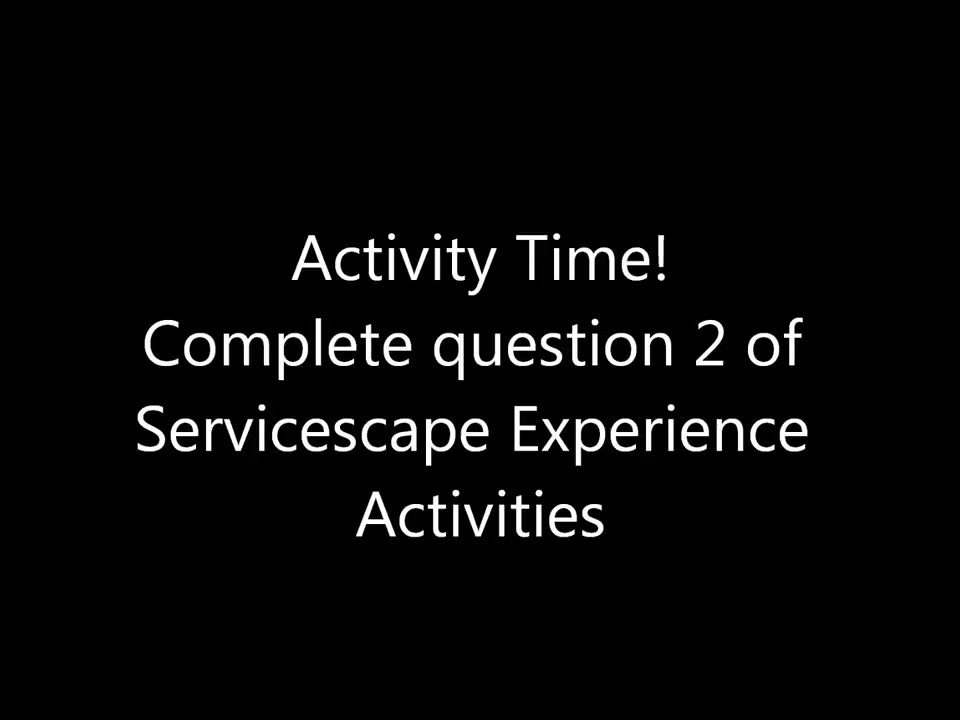 Activity Time!
Complete question 2 of
Servicescape Experience
Activities